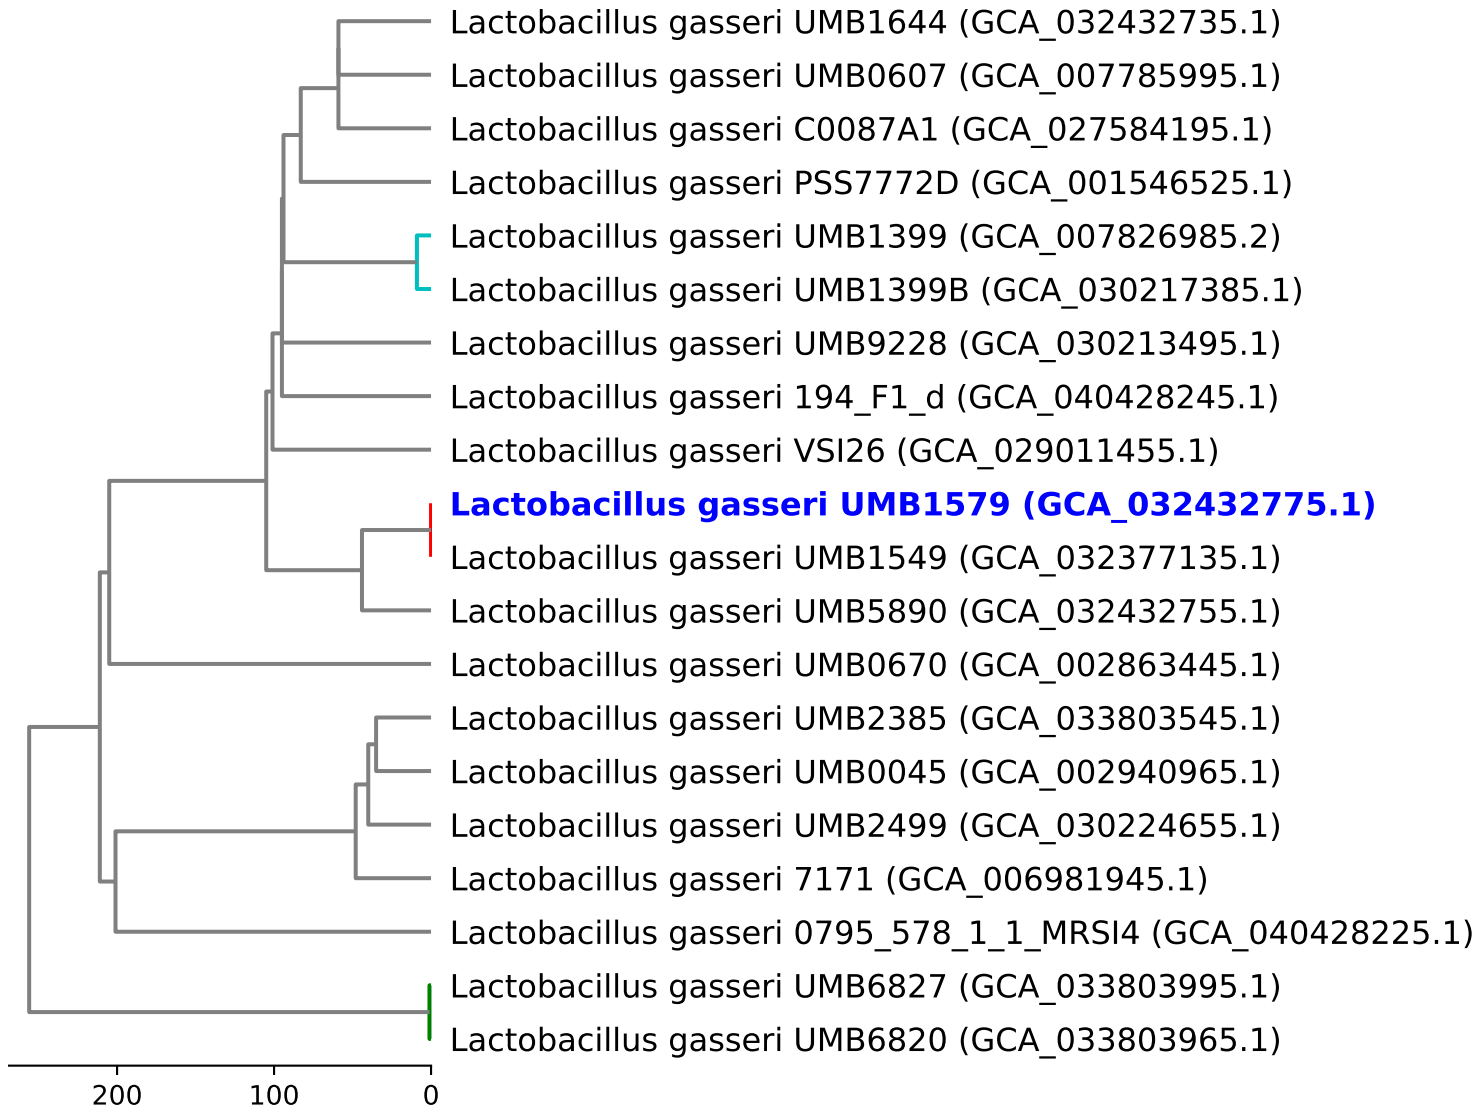 Lactobacillus gasseri UMB1644 (GCA_032432735.1)
Lactobacillus gasseri UMB0607 (GCA_007785995.1)
Lactobacillus gasseri C0087A1 (GCA_027584195.1)
Lactobacillus gasseri PSS7772D (GCA_001546525.1)
Lactobacillus gasseri UMB1399 (GCA_007826985.2)
Lactobacillus gasseri UMB1399B (GCA_030217385.1)
Lactobacillus gasseri UMB9228 (GCA_030213495.1)
Lactobacillus gasseri 194_F1_d (GCA_040428245.1)
Lactobacillus gasseri VSI26 (GCA_029011455.1)
Lactobacillus gasseri UMB1579 (GCA_032432775.1)
Lactobacillus gasseri UMB1549 (GCA_032377135.1)
Lactobacillus gasseri UMB5890 (GCA_032432755.1)
Lactobacillus gasseri UMB0670 (GCA_002863445.1)
Lactobacillus gasseri UMB2385 (GCA_033803545.1)
Lactobacillus gasseri UMB0045 (GCA_002940965.1)
Lactobacillus gasseri UMB2499 (GCA_030224655.1)
Lactobacillus gasseri 7171 (GCA_006981945.1)
Lactobacillus gasseri 0795_578_1_1_MRSI4 (GCA_040428225.1)
Lactobacillus gasseri UMB6827 (GCA_033803995.1)
Lactobacillus gasseri UMB6820 (GCA_033803965.1)
200 100 0